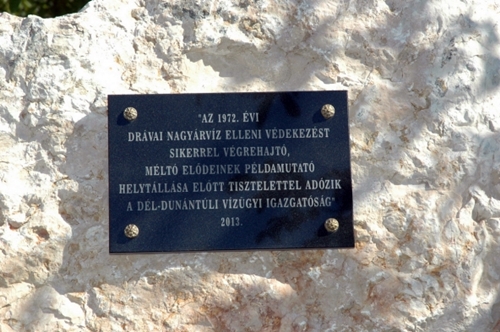 "AZ 1972. ÉVI
DRÁVAI NAGYÁRVÍZ ELLENI VÉDEKEZÉST
SIKERREL VÉGREHAJTÓ,
MÉLTÓ ELŐDEINEK PÉLDAMUTATÓ
HELYTÁLLÁSA ELŐTT TISZTELETTEL ADÓZIK
A DÉL-DUNÁNTÚLI VÍZÜGYI IGAZGATÓSÁG"
2013.